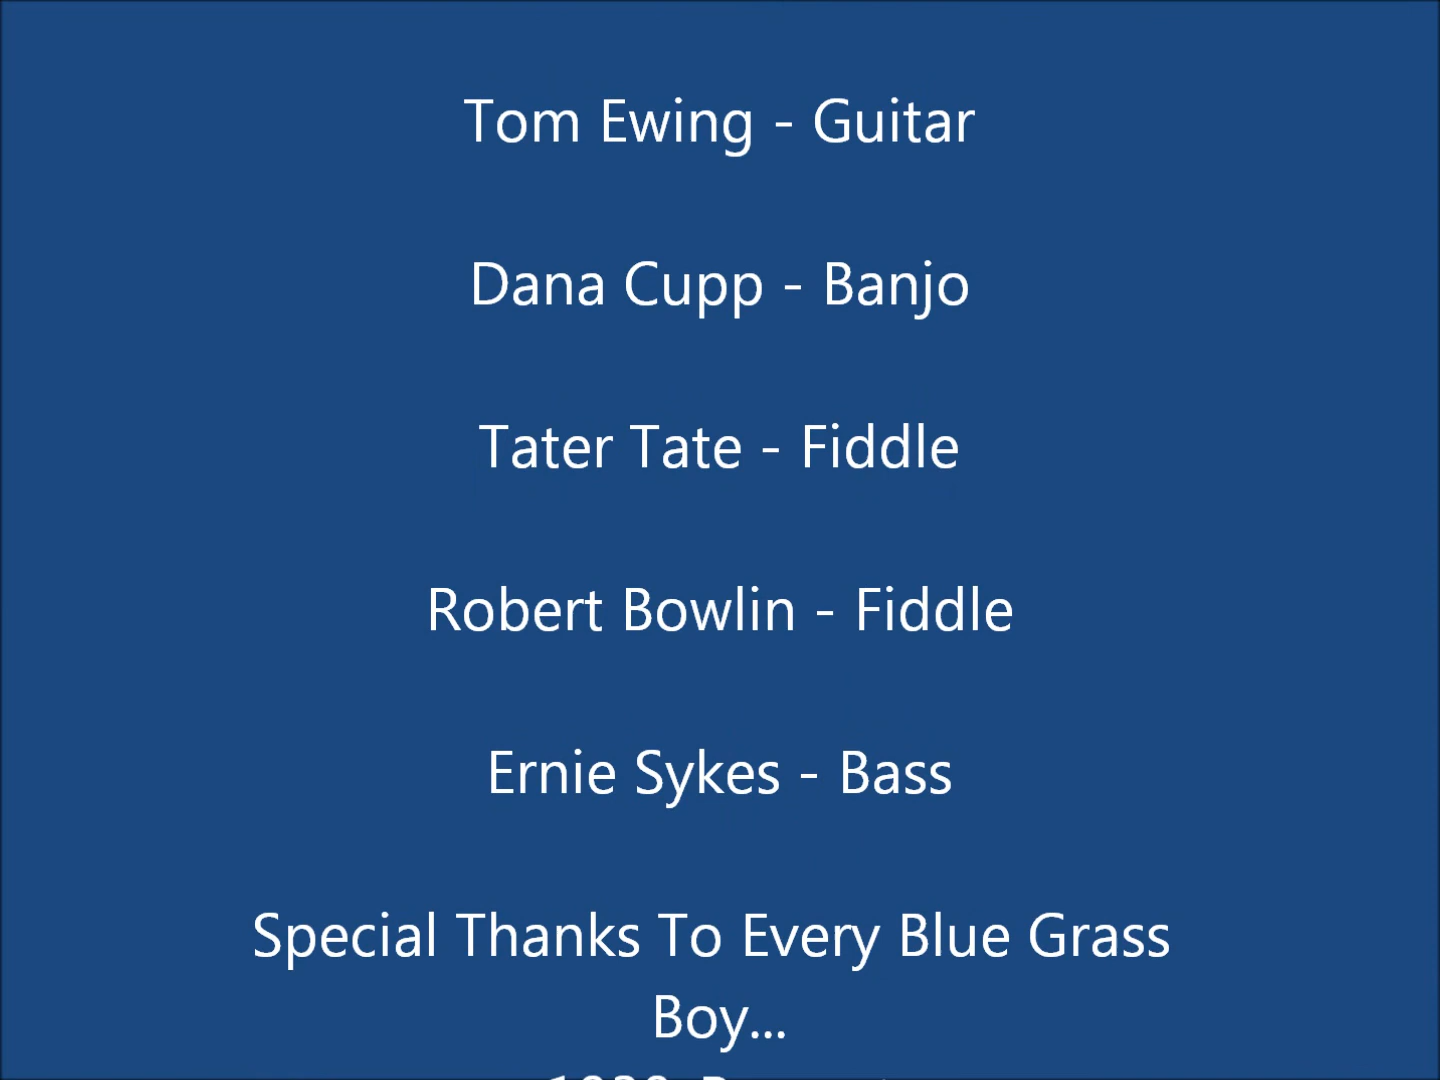 Tom Ewing - Guitar
Dana Cupp - Banjo
Tater Tate - Fiddle
Robert Bowlin - Fiddle
Ernie Sykes - Bass
Special Thanks To Every Blue Grass
Boy...